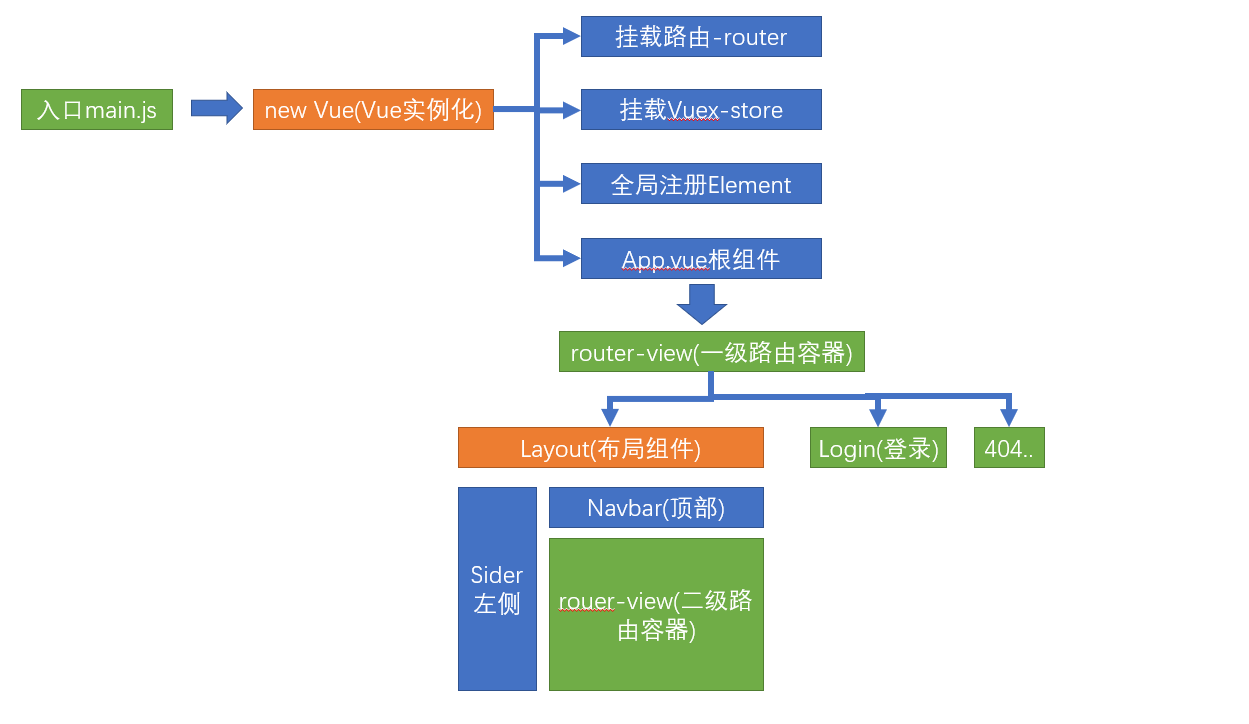 挂载路由-router
入口main.js
new Vue(Vue实例化)
挂载Vuex-store
全局注册Element
App.vue根组件
router-view(一级路由容器)
Layout(布局组件)
Login(登录)
404..
Navbar(顶部)
Sider
左侧
rouer-view(二级路
由容器)